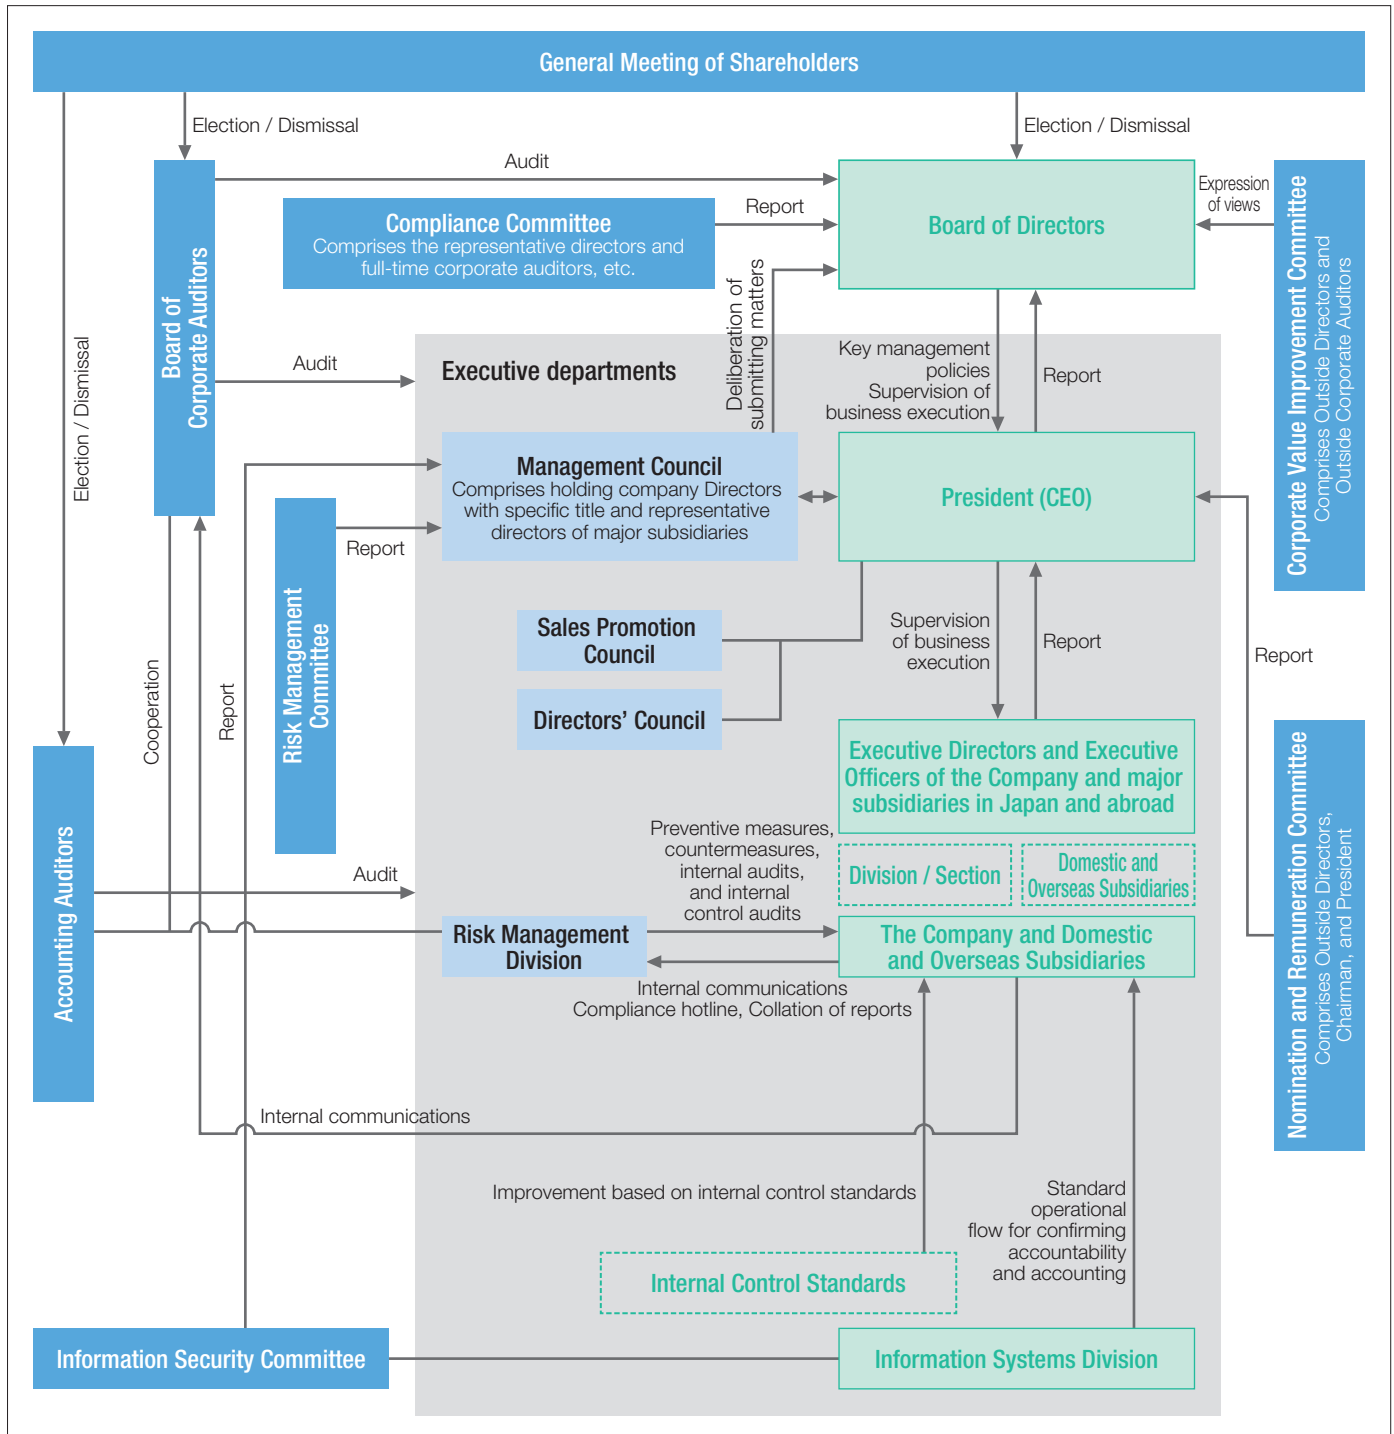 General Meeting of Shareholders
Election / Dismissal
Election / Dismissal
Election / Dismissal
Audit
Board of
Corporate Auditors
Compliance Committee
Comprises the representative directors and
full-time corporate auditors, etc.
Report
Board of Directors
Expression
of views
Corporate Value Improvement Committee
Comprises Outside Directors and
Outside Corporate Auditors
Deliberation of
submitting matters
Audit
Executive departments
Key management
policies
Supervision of
business execution
Report
Management Council
Comprises holding company Directors
with specific title and representative
directors of major subsidiaries
President (CEO)
Report
Risk Management
Committee
Sales Promotion
Council
Directors’ Council
Supervision
of business
execution
Report
Report
Cooperation
Report
Executive Directors and Executive
Officers of the Company and major
subsidiaries in Japan and abroad
Nomination and Remuneration Committee
Comprises Outside Directors,
Chairman, and President
Accounting Auditors
Audit
Preventive measures,
countermeasures,
internal audits,
and internal
control audits
Division / Section
Domestic and
Overseas Subsidiaries
Risk Management
Division
The Company and Domestic
and Overseas Subsidiaries
Internal communications
Compliance hotline, Collation of reports
Internal communications
Improvement based on internal control standards
Standard
operational
flow for confirming
accountability
and accounting
Internal Control Standards
Information Security Committee
Information Systems Division